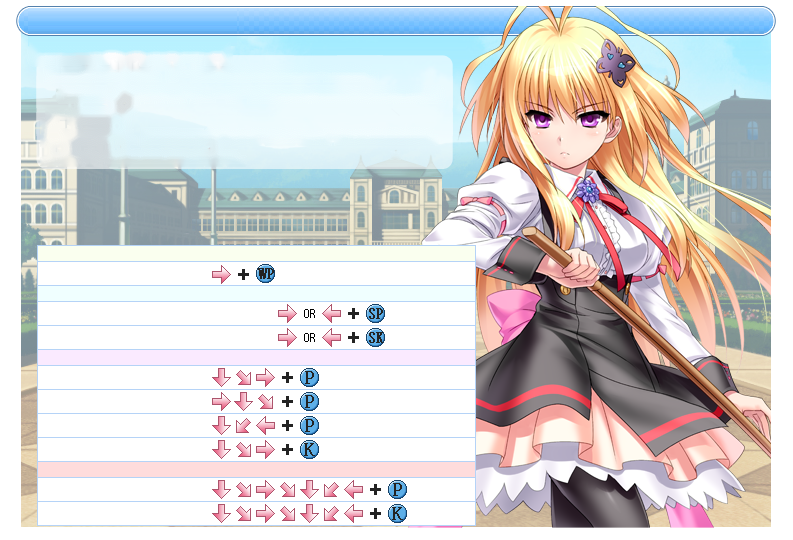 ➡ + WP
➡ OR ⬅ + SP
➡ OR ⬅ + SK
⬇ ↘ ➡ + P
➡ ⬇ ↘ + P
⬇ ↙ ⬅ + P
⬇ ↘ ➡ + K
⬇ ↘ ➡ ↘ ⬇ ↙ ⬅ + P
⬇ ↘ ➡ ↘ ⬇ ↙ ⬅ + K